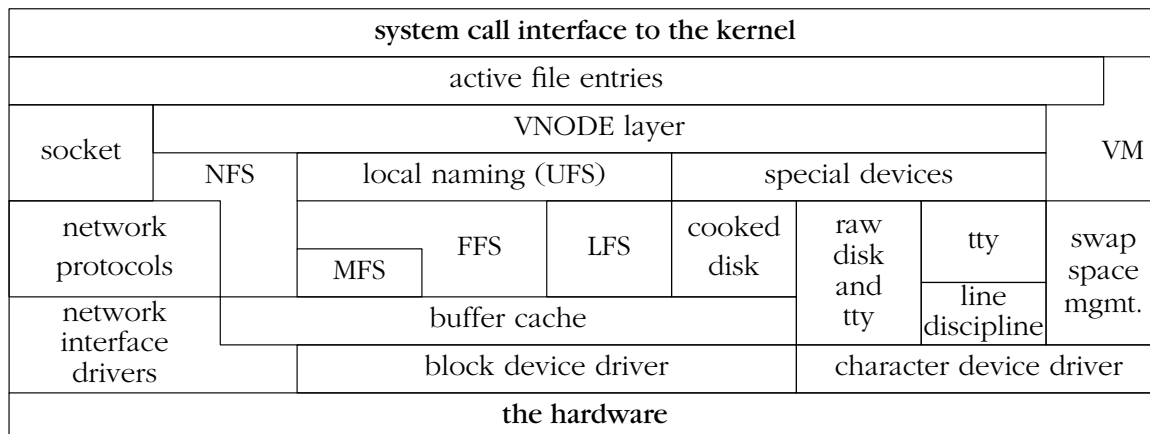 system call interface to the kernel
active file entries
VNODE layer
socket
VM
NFS
local naming (UFS)
special devices
network
protocols
MFS
FFS
LFS
cooked
disk
raw
disk
and
tty
tty
line
discipline
swap
space
mgmt.
network
interface
drivers
buffer cache
block device driver
character device driver
the hardware